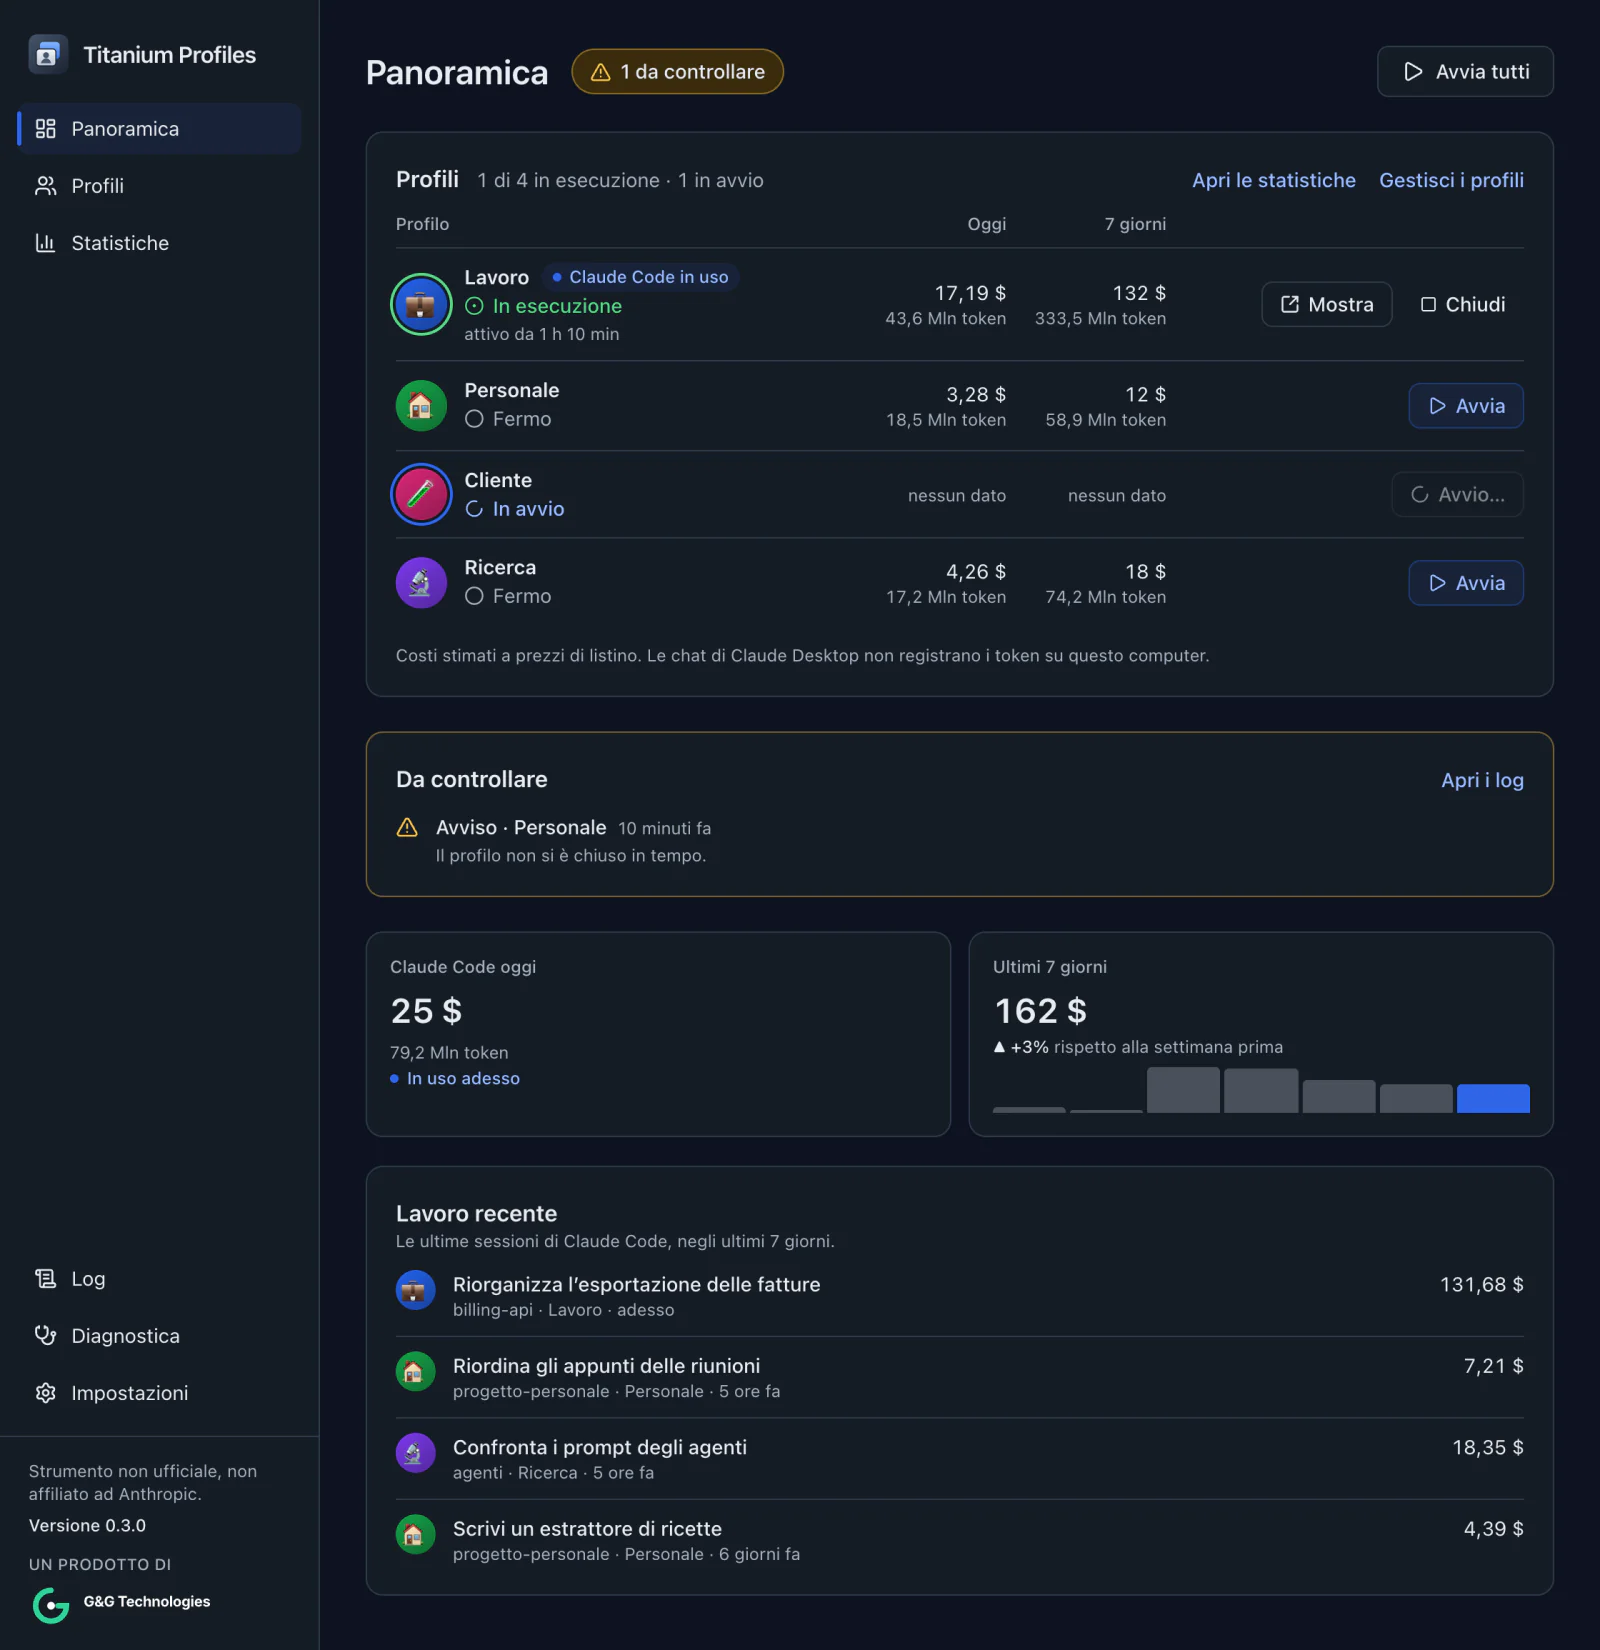 Titanium Profiles
Panoramica
Profili
Statistiche
Log
Diagnostica
Impostazioni
Strumento non ufficiale, non
affiliato ad Anthropic.
Versione 0.3.0
UN PRODOTTO DI
G&G Technologies
Panoramica
1 da controllare
Avvia tutti
Profili 1 di 4 in esecuzione · 1 in avvio
Apri le statistiche Gestisci i profili
Profilo Oggi 7 giorni
Lavoro Claude Code in uso
In esecuzione
attivo da 1 h 10 min
17,19 $ 132 $
43,6 Mln token 333,5 Mln token
Mostra Chiudi
Personale
Fermo
3,28 $ 12 $
18,5 Mln token 58,9 Mln token
Avvia
Cliente
In avvio
nessun dato nessun dato
Avvio...
Ricerca
Fermo
4,26 $ 18 $
17,2 Mln token 74,2 Mln token
Avvia
Costi stimati a prezzi di listino. Le chat di Claude Desktop non registrano i token su questo computer.
Da controllare
Apri i log
Avviso · Personale 10 minuti fa
Il profilo non si è chiuso in tempo.
Claude Code oggi
25 $
79,2 Mln token
In uso adesso
Ultimi 7 giorni
162 $
▲ +3% rispetto alla settimana prima
Lavoro recente
Le ultime sessioni di Claude Code, negli ultimi 7 giorni.
Riorganizza l’esportazione delle fatture 131,68 $
billing-api · Lavoro · adesso
Riordina gli appunti delle riunioni 7,21 $
progetto-personale · Personale · 5 ore fa
Confronta i prompt degli agenti 18,35 $
agenti · Ricerca · 5 ore fa
Scrivi un estrattore di ricette 4,39 $
progetto-personale · Personale · 6 giorni fa